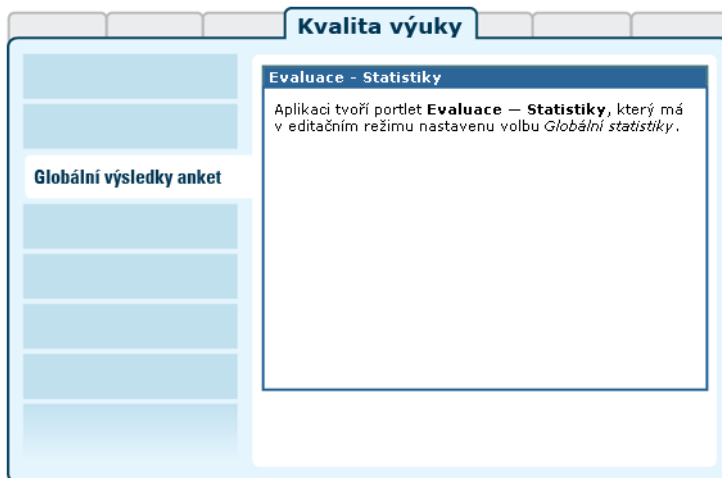 Kvalita výuky
Evaluace - Statistiky
Aplikaci tvoří portlet Evaluace — Statistiky, který má
v editačním režimu nastavenu volbu Globální statistiky.
Globální výsledky anket